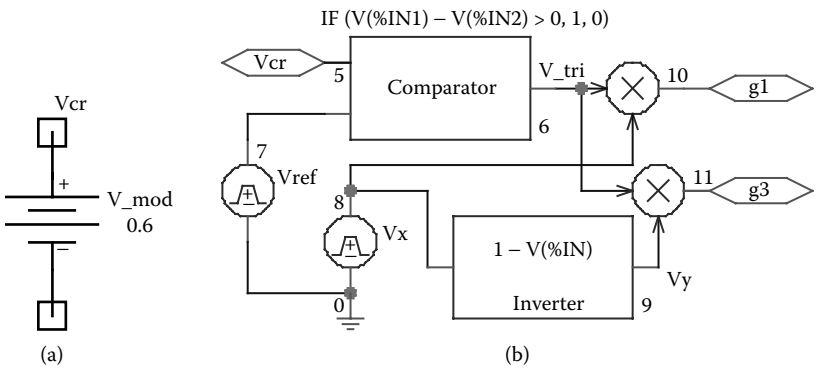 IF (V(%IN1) – V(%IN2) > 0, 1, 0)
Vcr
5
Comparator
V_tri
10
g1
6
Vcr
7
Vref
+
V_mod
0.6
–
8
Vx
11
g3
1 – V(%IN)
Inverter
Vy
9
0
(a)
(b)